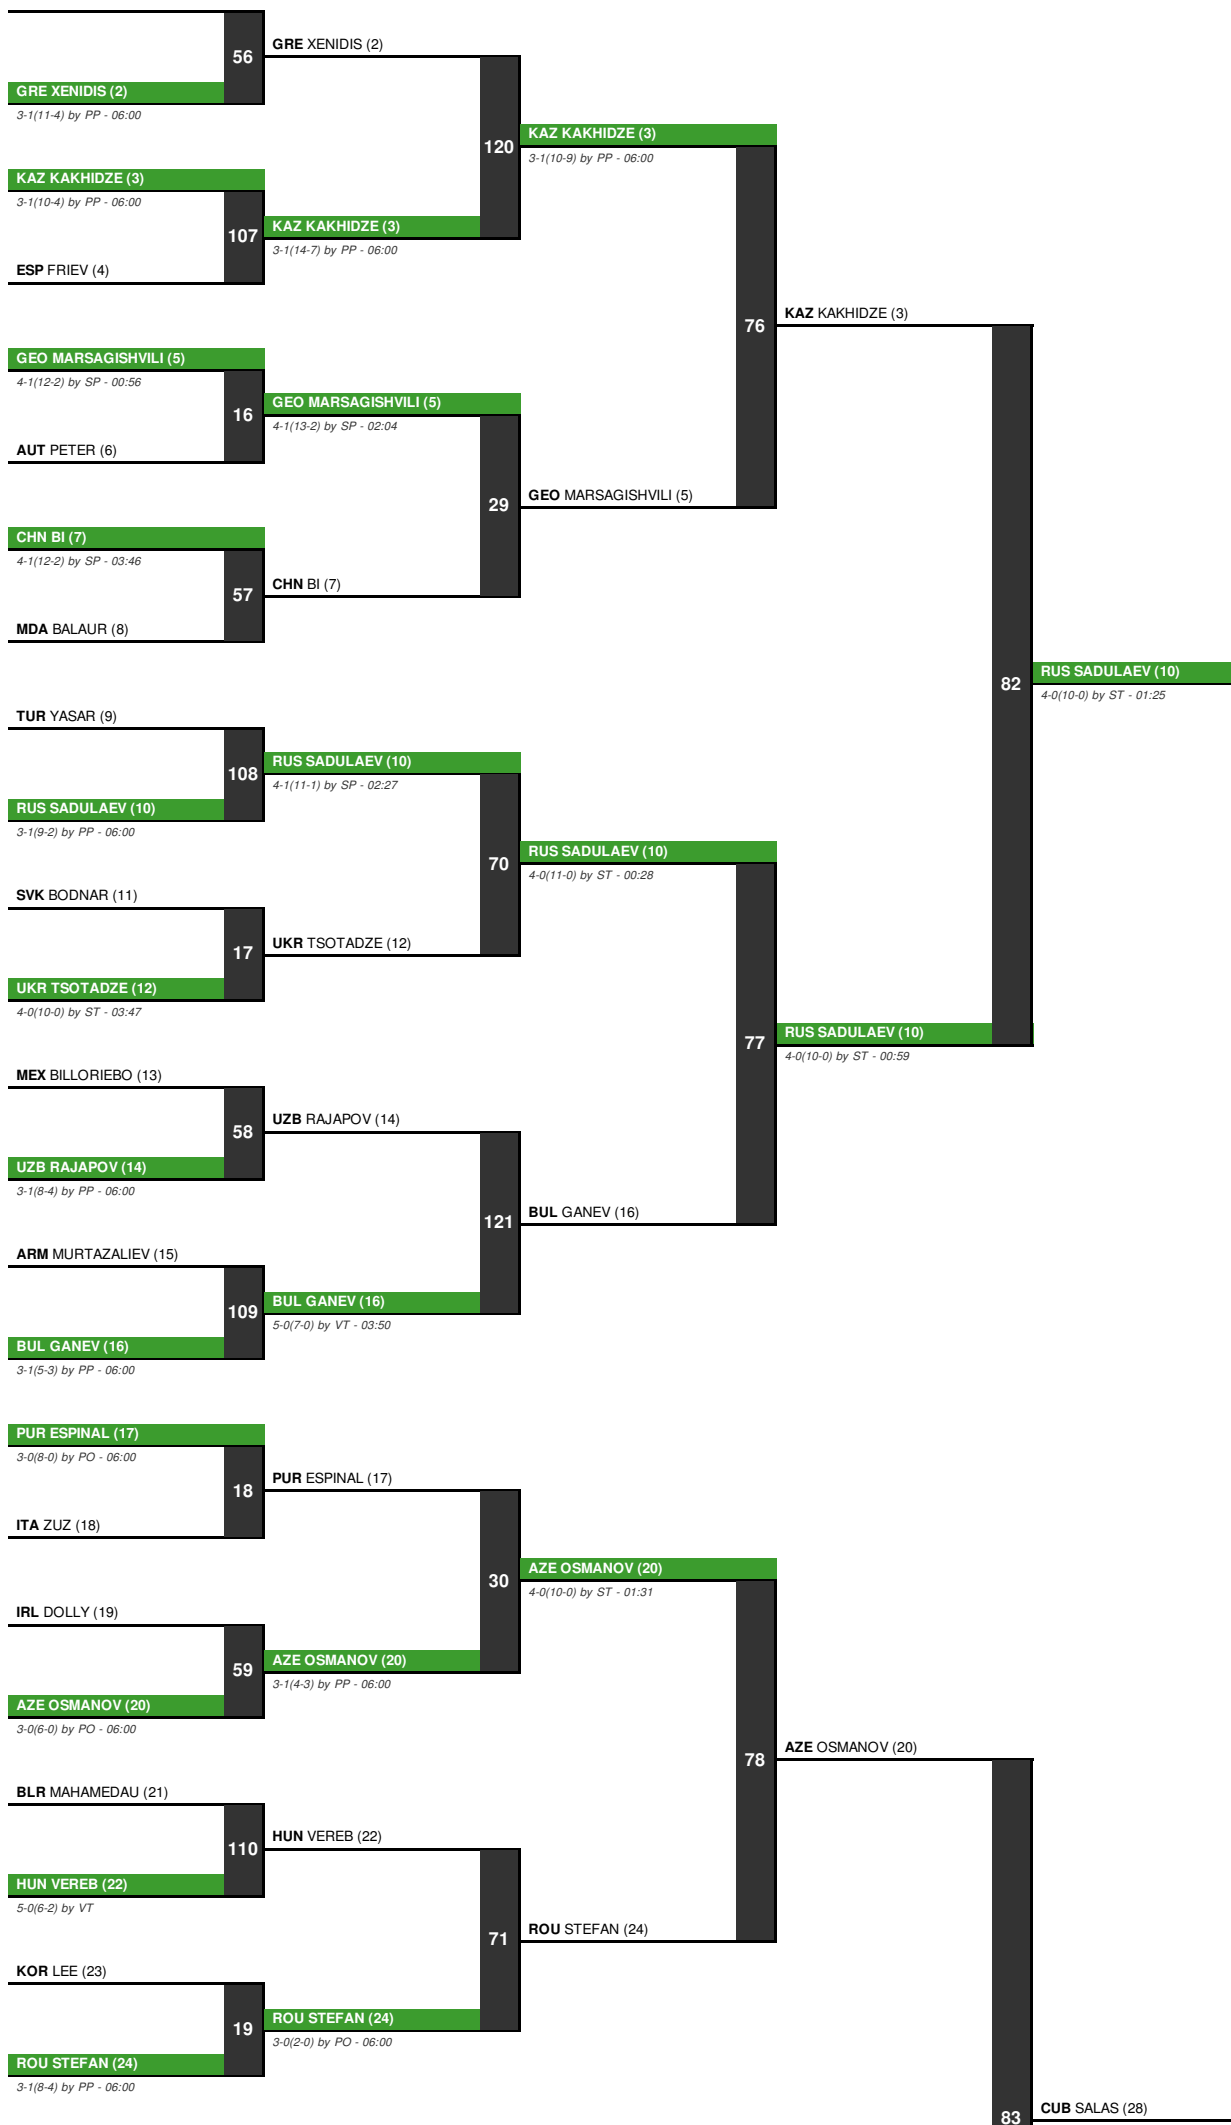 56
GRE XENIDIS (2)
GRE XENIDIS (2)
3-1(11-4) by PP - 06:00
120
KAZ KAKHIDZE (3)
3-1(10-9) by PP - 06:00
KAZ KAKHIDZE (3)
3-1(10-4) by PP - 06:00
107
KAZ KAKHIDZE (3)
3-1(14-7) by PP - 06:00
ESP FRIEV (4)
76
KAZ KAKHIDZE (3)
GEO MARSAGISHVILI (5)
4-1(12-2) by SP - 00:56
16
GEO MARSAGISHVILI (5)
4-1(13-2) by SP - 02:04
AUT PETER (6)
29
GEO MARSAGISHVILI (5)
CHN BI (7)
4-1(12-2) by SP - 03:46
57
CHN BI (7)
MDA BALAUR (8)
82
RUS SADULAEV (10)
4-0(10-0) by ST - 01:25
TUR YASAR (9)
108
RUS SADULAEV (10)
4-1(11-1) by SP - 02:27
RUS SADULAEV (10)
3-1(9-2) by PP - 06:00
70
RUS SADULAEV (10)
4-0(11-0) by ST - 00:28
SVK BODNAR (11)
17
UKR TSOTADZE (12)
UKR TSOTADZE (12)
4-0(10-0) by ST - 03:47
77
RUS SADULAEV (10)
4-0(10-0) by ST - 00:59
MEX BILLORIEBO (13)
58
UZB RAJAPOV (14)
UZB RAJAPOV (14)
3-1(8-4) by PP - 06:00
121
BUL GANEV (16)
ARM MURTAZALIEV (15)
109
BUL GANEV (16)
5-0(7-0) by VT - 03:50
BUL GANEV (16)
3-1(5-3) by PP - 06:00
PUR ESPINAL (17)
3-0(8-0) by PO - 06:00
18
PUR ESPINAL (17)
ITA ZUZ (18)
30
AZE OSMANOV (20)
4-0(10-0) by ST - 01:31
IRL DOLLY (19)
59
AZE OSMANOV (20)
3-1(4-3) by PP - 06:00
AZE OSMANOV (20)
3-0(6-0) by PO - 06:00
78
AZE OSMANOV (20)
BLR MAHAMEDAU (21)
110
HUN VEREB (22)
HUN VEREB (22)
5-0(6-2) by VT
71
ROU STEFAN (24)
KOR LEE (23)
19
ROU STEFAN (24)
3-0(2-0) by PO - 06:00
ROU STEFAN (24)
3-1(8-4) by PP - 06:00
83
CUB SALAS (28)